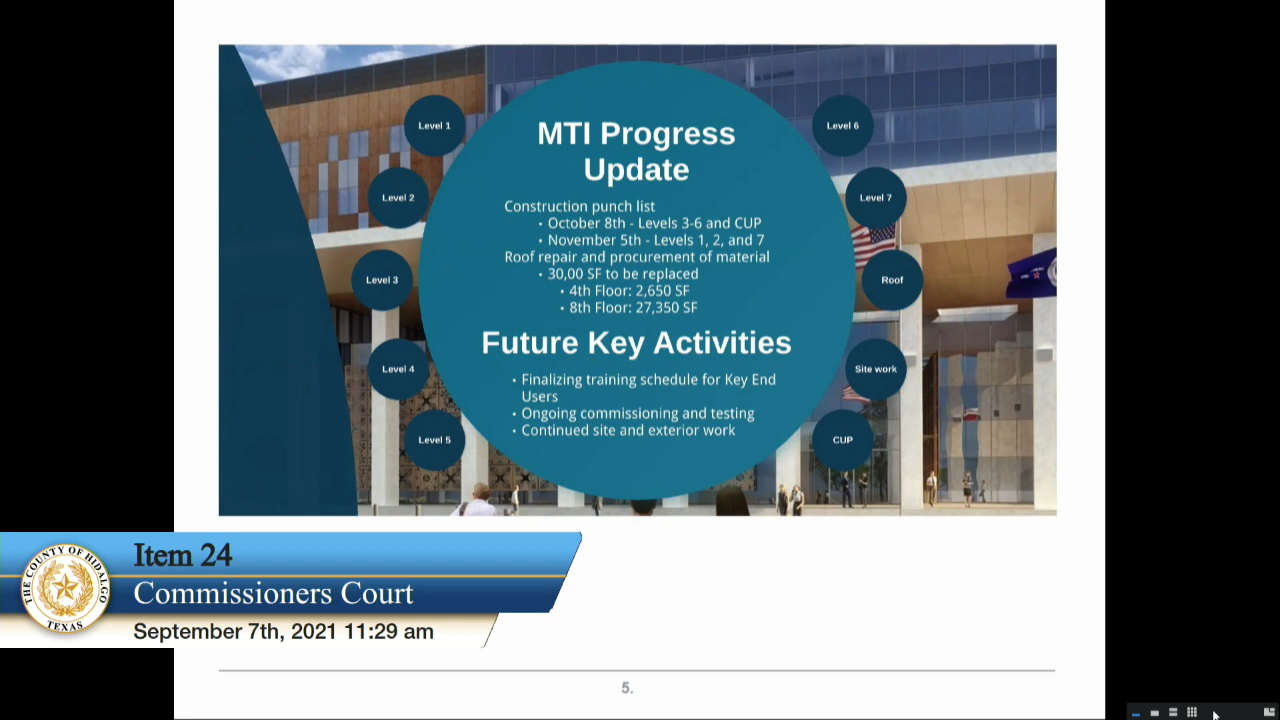 MTI Progress
Update
Construction punch list
• October 8th - Levels 3-6 and CUP
• November 5th - Levels 1, 2, and 7
Roof repair and procurement of material
• 30,00 SF to be replaced
• 4th Floor: 2,650 SF
• 8th Floor: 27,350 SF
Future Key Activities
• Finalizing training schedule for Key End
Users
• Ongoing commissioning and testing
• Continued site and exterior work
Level 1
Level 2
Level 3
Level 4
Level 5
Level 6
Level 7
Roof
Site work
CUP
THE COUNTY OF HIDALGO
TEXAS
Item 24
Commissioners Court
September 7th, 2021 11:29 am
5.